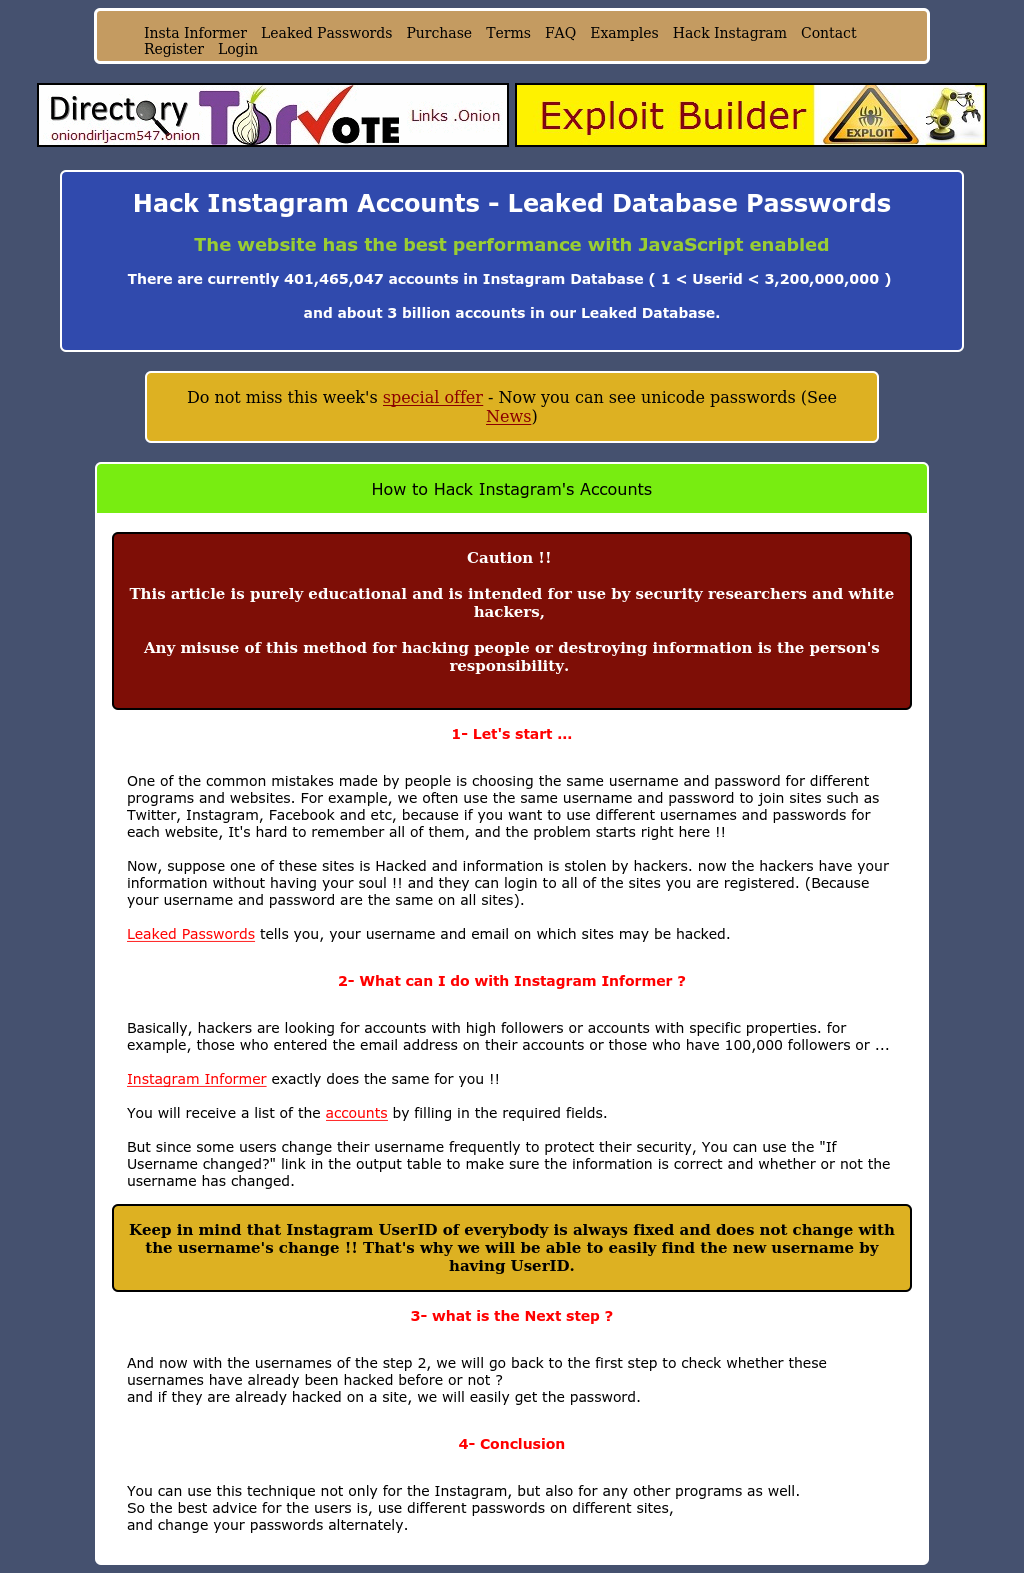 Insta Informer Leaked Passwords Purchase Terms FAQ Examples Hack Instagram Contact
Register Login
Directory
oniondirljacm547.onion
TorVOTE
Links .Onion
Exploit Builder
EXPLOIT
Hack Instagram Accounts - Leaked Database Passwords
The website has the best performance with JavaScript enabled
There are currently 401,465,047 accounts in Instagram Database ( 1 < Userid < 3,200,000,000 )
and about 3 billion accounts in our Leaked Database.
Do not miss this week's special offer - Now you can see unicode passwords (See
News)
How to Hack Instagram's Accounts
Caution !!
This article is purely educational and is intended for use by security researchers and white
hackers,
Any misuse of this method for hacking people or destroying information is the person's
responsibility.
1- Let's start ...
One of the common mistakes made by people is choosing the same username and password for different
programs and websites. For example, we often use the same username and password to join sites such as
Twitter, Instagram, Facebook and etc, because if you want to use different usernames and passwords for
each website, It's hard to remember all of them, and the problem starts right here !!
Now, suppose one of these sites is Hacked and information is stolen by hackers. now the hackers have your
information without having your soul !! and they can login to all of the sites you are registered. (Because
your username and password are the same on all sites).
Leaked Passwords tells you, your username and email on which sites may be hacked.
2- What can I do with Instagram Informer ?
Basically, hackers are looking for accounts with high followers or accounts with specific properties. for
example, those who entered the email address on their accounts or those who have 100,000 followers or ...
Instagram Informer exactly does the same for you !!
You will receive a list of the accounts by filling in the required fields.
But since some users change their username frequently to protect their security, You can use the "If
Username changed?" link in the output table to make sure the information is correct and whether or not the
username has changed.
Keep in mind that Instagram UserID of everybody is always fixed and does not change with
the username's change !! That's why we will be able to easily find the new username by
having UserID.
3- what is the Next step ?
And now with the usernames of the step 2, we will go back to the first step to check whether these
usernames have already been hacked before or not ?
and if they are already hacked on a site, we will easily get the password.
4- Conclusion
You can use this technique not only for the Instagram, but also for any other programs as well.
So the best advice for the users is, use different passwords on different sites,
and change your passwords alternately.